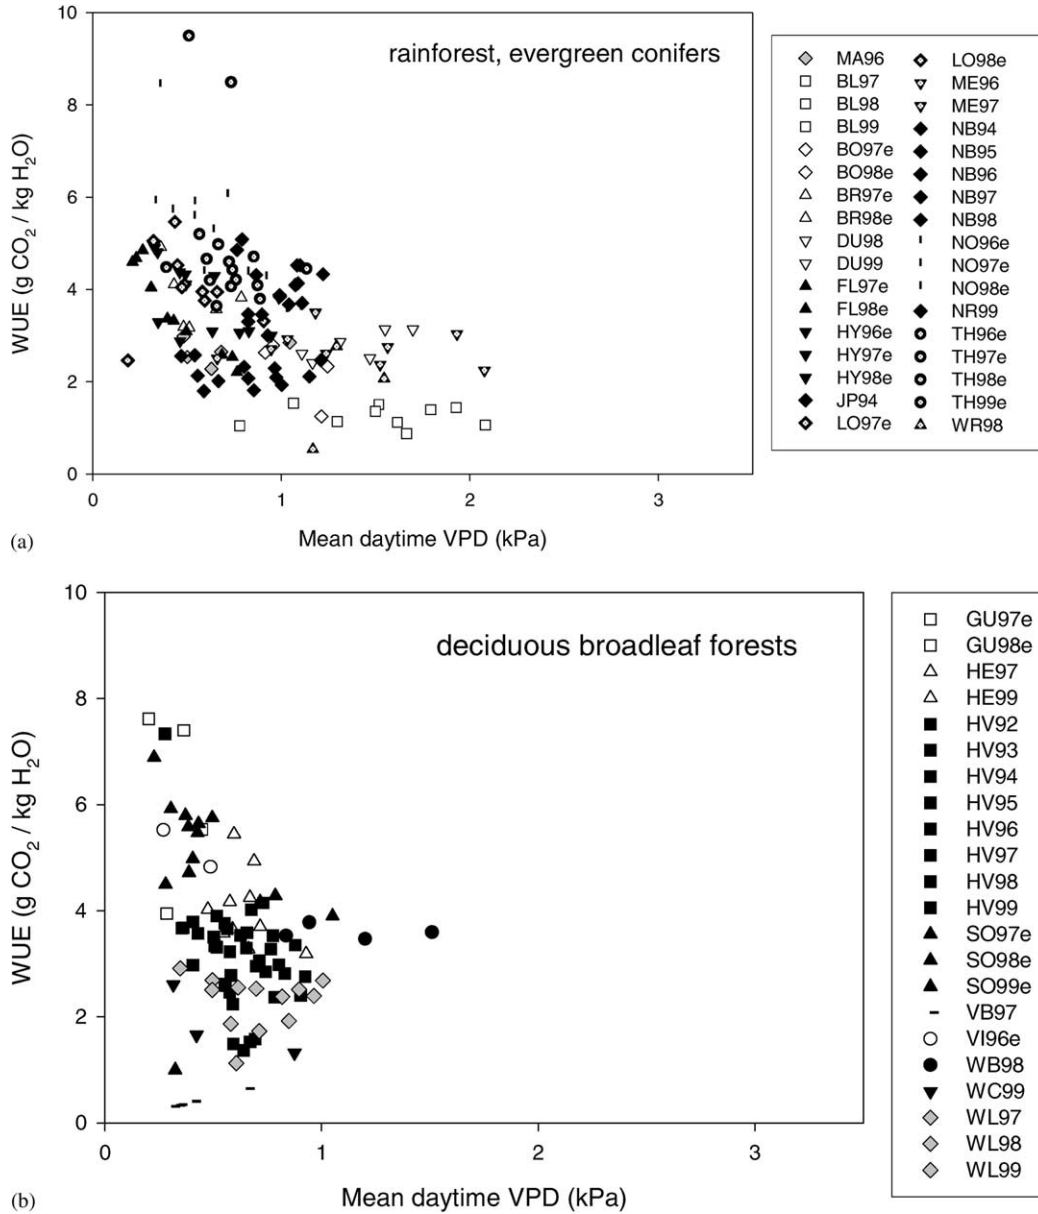 10
8
6
4
2
0
WUE (g CO₂ / kg H₂O)
rainforest, evergreen conifers
0 1 2 3
Mean daytime VPD (kPa)
(a)
MA96
BL97
BL98
BL99
BO97e
BO98e
BR97e
BR98e
DU98
DU99
FL97e
FL98e
HY96e
HY97e
HY98e
JP94
LO97e
LO98e
ME96
ME97
NB94
NB95
NB96
NB97
NB98
NO96e
NO97e
NO98e
NR99
TH96e
TH97e
TH98e
TH99e
WR98
10
8
6
4
2
0
WUE (g CO₂ / kg H₂O)
deciduous broadleaf forests
0 1 2 3
Mean daytime VPD (kPa)
(b)
GU97e
GU98e
HE97
HE99
HV92
HV93
HV94
HV95
HV96
HV97
HV98
HV99
SO97e
SO98e
SO99e
VB97
VI96e
WB98
WC99
WL97
WL98
WL99